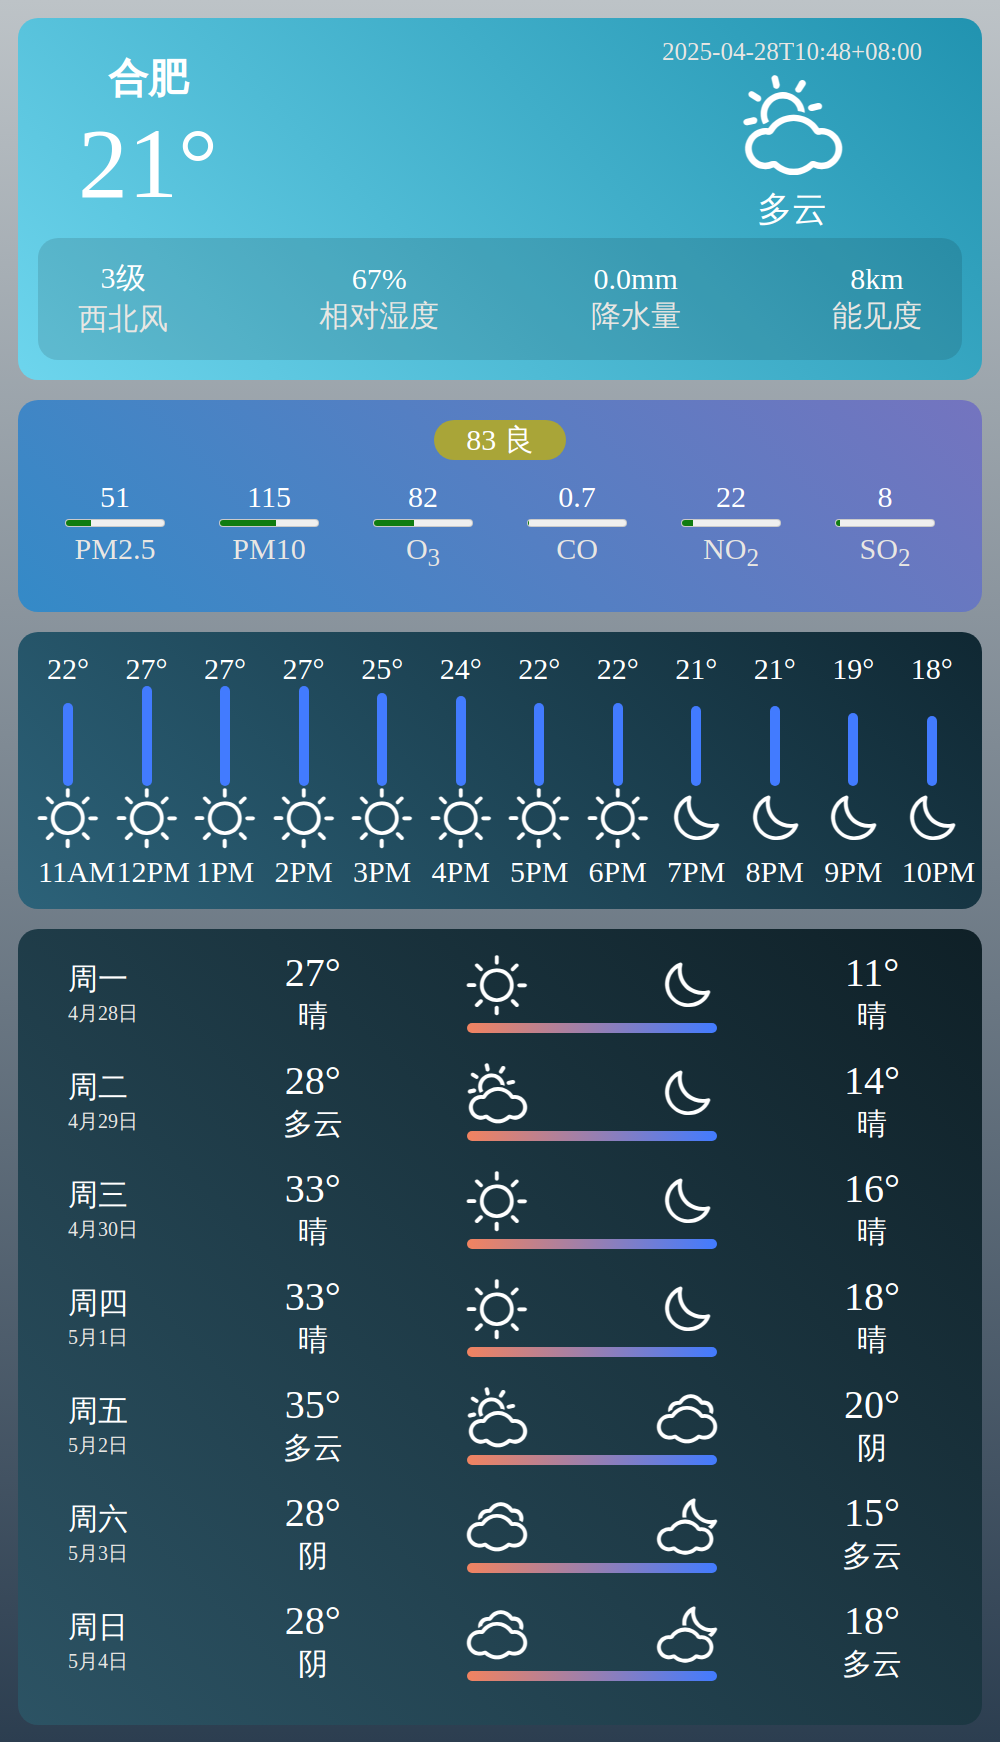 合肥
21°
2025-04-28T10:48+08:00
多云
3级 67% 0.0mm 8km
西北风 相对湿度 降水量 能见度
83 良
51 115 82 0.7 22 8
PM2.5 PM10 O3 CO NO2 SO2
22° 27° 27° 27° 25° 24° 22° 22° 21° 21° 19° 18°
11AM 12PM 1PM 2PM 3PM 4PM 5PM 6PM 7PM 8PM 9PM 10PM
周一 27° 11°
4月28日 晴 晴
周二 28° 14°
4月29日 多云 晴
周三 33° 16°
4月30日 晴 晴
周四 33° 18°
5月1日 晴 晴
周五 35° 20°
5月2日 多云 阴
周六 28° 15°
5月3日 阴 多云
周日 28° 18°
5月4日 阴 多云